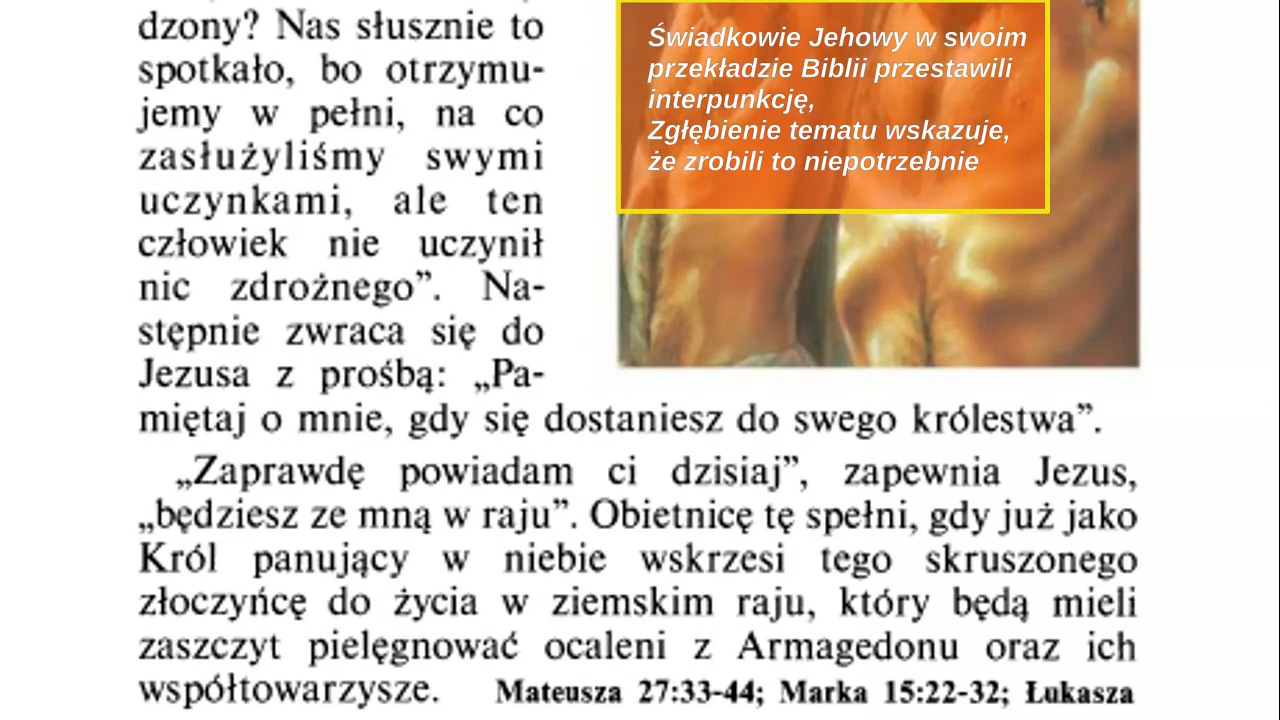 dzony? Nas słusznie to
spotkało, bo otrzymu-
jemy w pełni, na co
zasłużyliśmy swymi
uczynkami, ale ten
człowiek nie uczynił
nic zdrożnego”. Na-
stępnie zwraca się do
Jezusa z prośbą: „Pa-
miętaj o mnie, gdy się dostaniesz do swego królestwa”.
„Zaprawdę powiadam ci dzisiaj”, zapewnia Jezus,
„będziesz ze mną w raju”. Obietnicę tę spełni, gdy już jako
Król panujący w niebie wskrzesi tego skruszonego
złoczyńcę do życia w ziemskim raju, który będą mieli
zaszczyt pielęgnować ocaleni z Armagedonu oraz ich
współtowarzysze. Mateusza 27:33-44; Marka 15:22-32; Łukasza
Świadkowie Jehowy w swoim
przekładzie Biblii przestawili
interpunkcję,
Zgłębienie tematu wskazuje,
że zrobili to niepotrzebnie